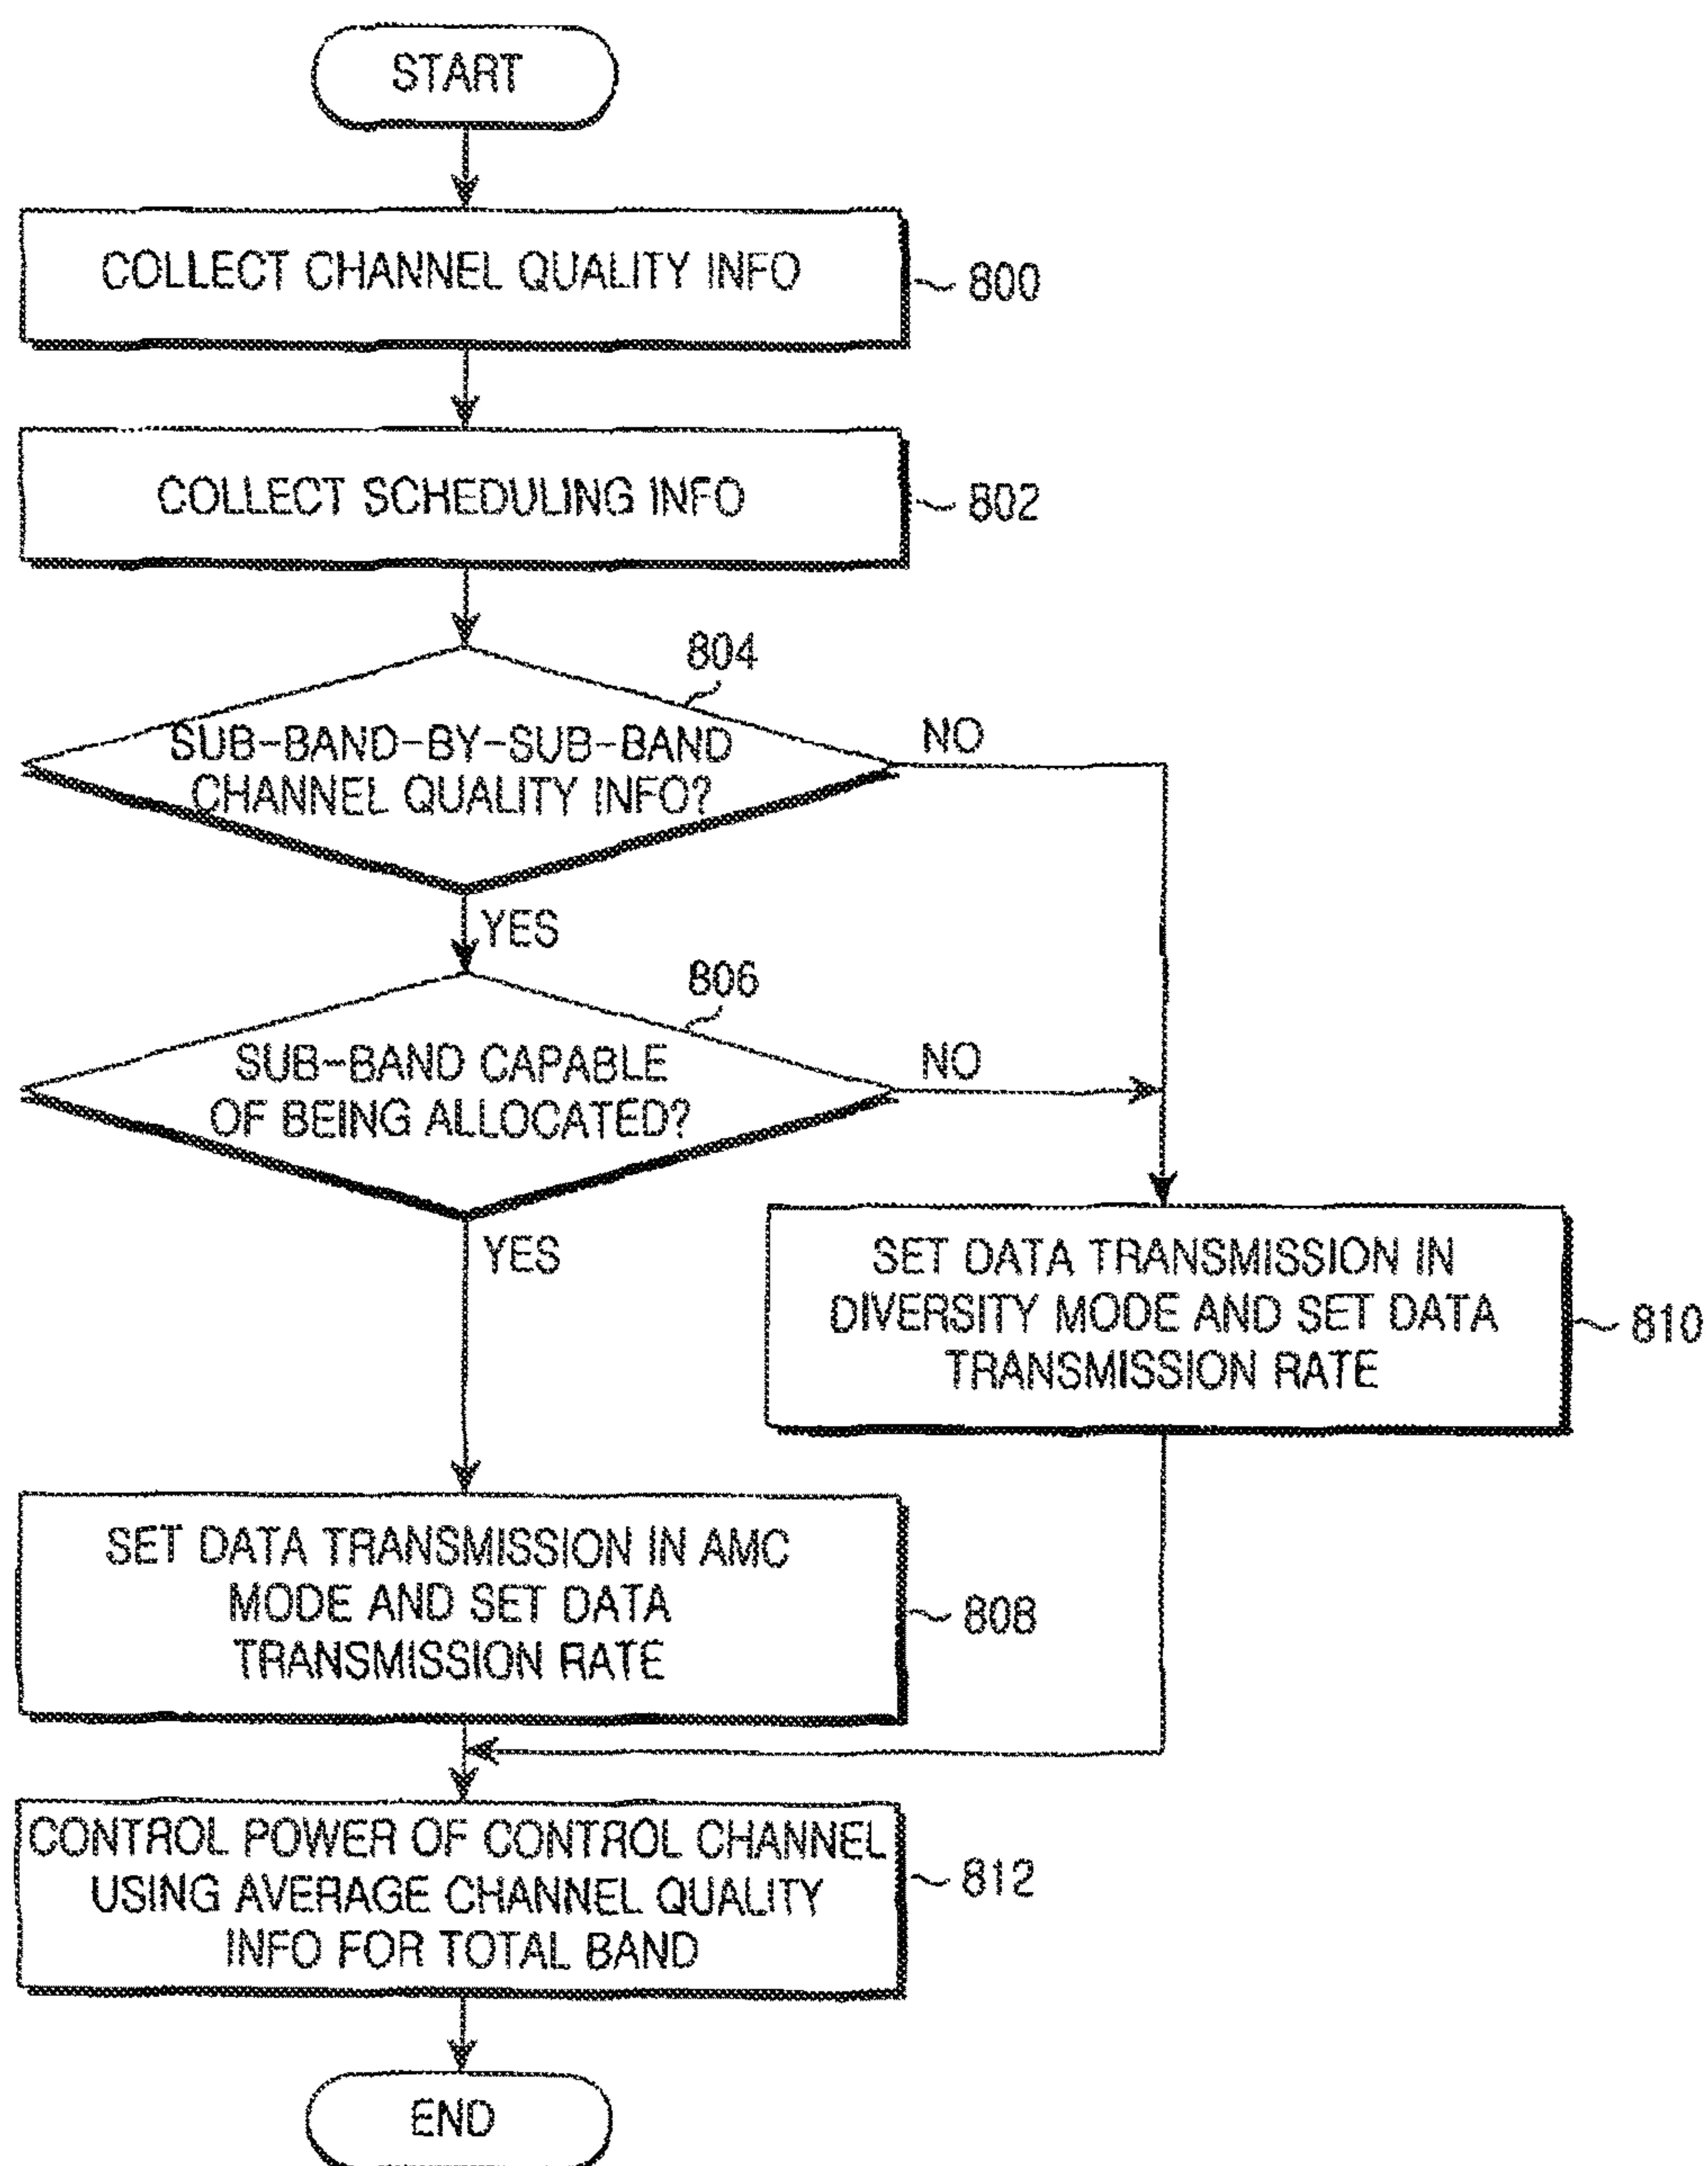 START
COLLECT CHANNEL QUALITY INFO
800
COLLECT SCHEDULING INFO
802
804
SUB-BAND-BY-SUB-BAND
CHANNEL QUALITY INFO?
NO
YES
806
SUB-BAND CAPABLE
OF BEING ALLOCATED?
NO
YES
SET DATA TRANSMISSION IN
DIVERSITY MODE AND SET DATA
TRANSMISSION RATE
810
SET DATA TRANSMISSION IN AMC
MODE AND SET DATA
TRANSMISSION RATE
808
CONTROL POWER OF CONTROL CHANNEL
USING AVERAGE CHANNEL QUALITY
INFO FOR TOTAL BAND
812
END